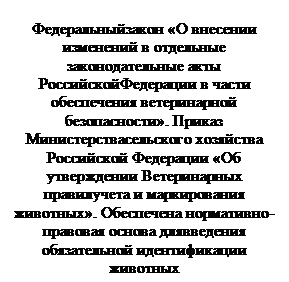 Федеральныйзакон «О внесении
изменений в отдельные
законодательные акты
РоссийскойФедерации в части
обеспечения ветеринарной
безопасности». Приказ
Министерствасельского хозяйства
Российской Федерации «Об
утверждении Ветеринарных
правилучета и маркирования
животных». Обеспечена нормативно-
правовая основа длявведения
обязательной идентификации
животных